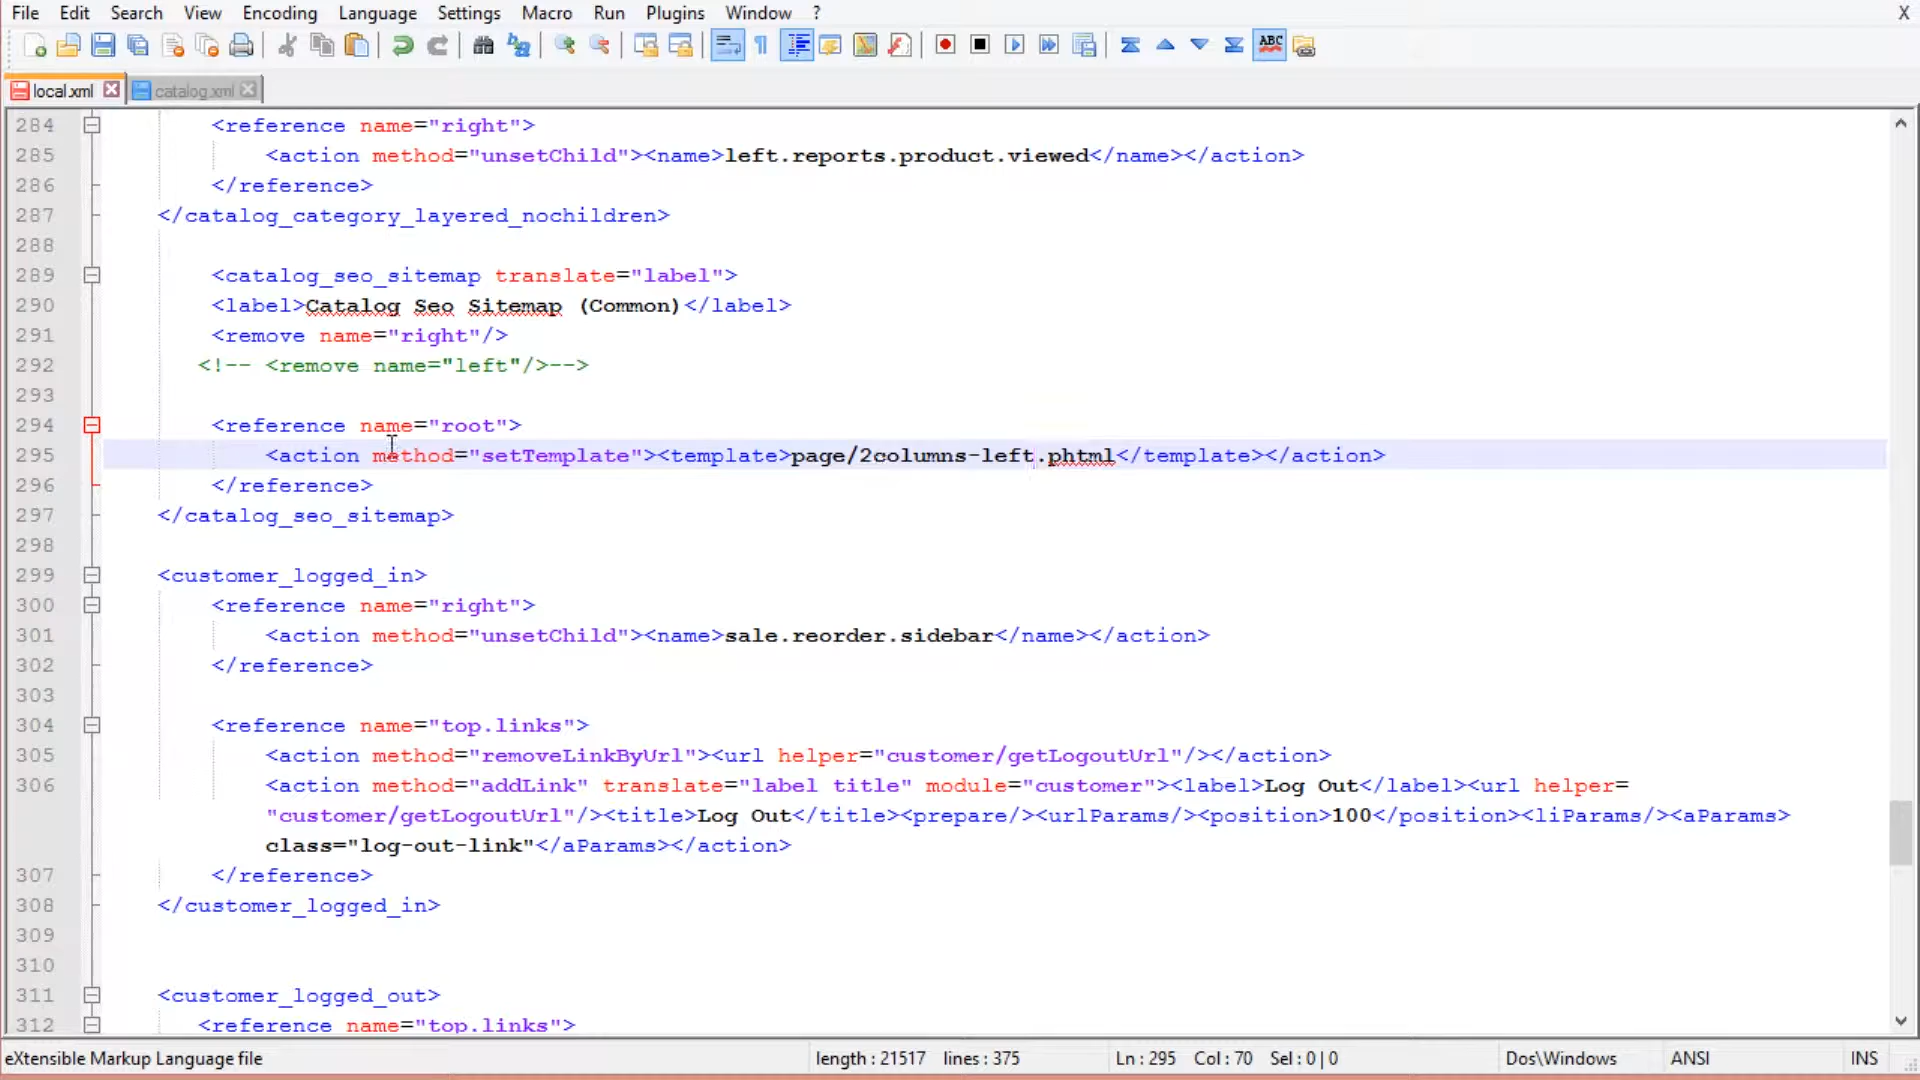 File Edit Search View Encoding Language Settings Macro Run Plugins Window ? X
ABC
local.xml catalog.xml
284 <reference name="right">
285 <action method="unsetChild"><name>left.reports.product.viewed</name></action>
286 </reference>
287 </catalog_category_layered_nochildren>
288
289 <catalog_seo_sitemap translate="label">
290 <label>Catalog Seo Sitemap (Common)</label>
291 <remove name="right"/>
292 <!-- <remove name="left"/>-->
293
294 <reference name="root">
295 <action method="setTemplate"><template>page/2columns-left.phtml</template></action>
296 </reference>
297 </catalog_seo_sitemap>
298
299 <customer_logged_in>
300 <reference name="right">
301 <action method="unsetChild"><name>sale.reorder.sidebar</name></action>
302 </reference>
303
304 <reference name="top.links">
305 <action method="removeLinkByUrl"><url helper="customer/getLogoutUrl"/></action>
306 <action method="addLink" translate="label title" module="customer"><label>Log Out</label><url helper=
"customer/getLogoutUrl"/><title>Log Out</title><prepare/><urlParams/><position>100</position><liParams/><aParams>
class="log-out-link"</aParams></action>
307 </reference>
308 </customer_logged_in>
309
310
311 <customer_logged_out>
312 <reference name="top.links">
eXtensible Markup Language file length : 21517 lines : 375 Ln : 295 Col : 70 Sel : 0 | 0 Dos\Windows ANSI INS